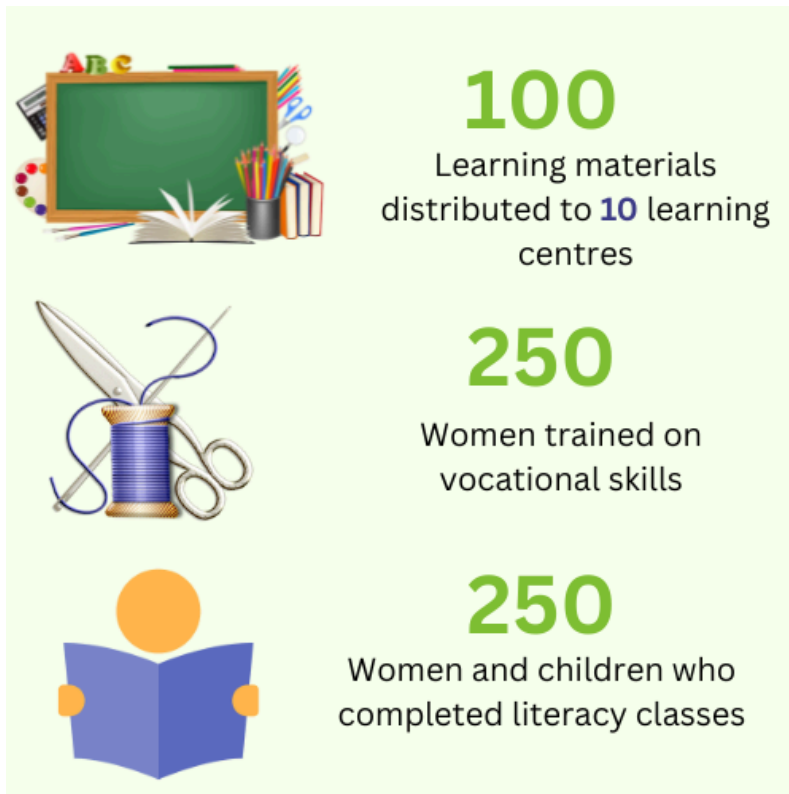 ABC
100
Learning materials
distributed to 10 learning
centres
250
Women trained on
vocational skills
250
Women and children who
completed literacy classes